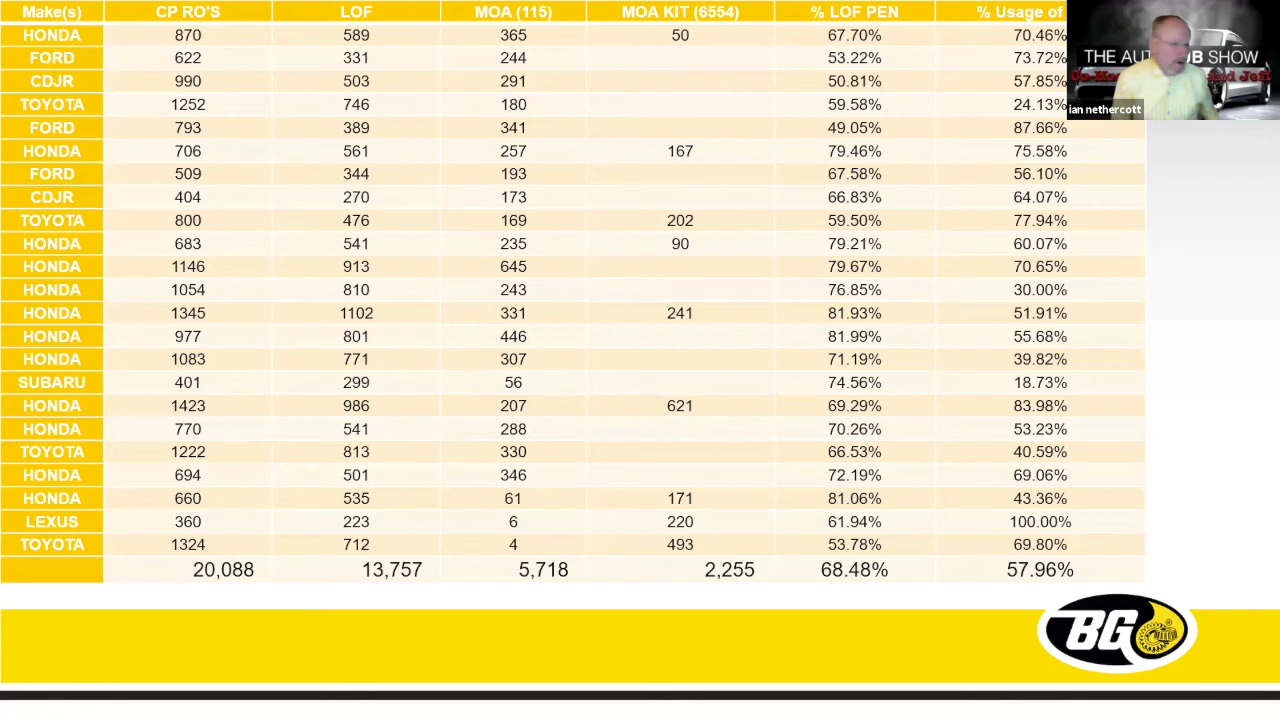 Make(s) CP RO'S LOF MOA (115) MOA KIT (6554) % LOF PEN % Usage of
HONDA 870 589 365 50 67.70% 70.46%
FORD 622 331 244 53.22% 73.72%
CDJR 990 503 291 50.81% 57.85%
TOYOTA 1252 746 180 59.58% 24.13%
FORD 793 389 341 49.05% 87.66%
HONDA 706 561 257 167 79.46% 75.58%
FORD 509 344 193 67.58% 56.10%
CDJR 404 270 173 66.83% 64.07%
TOYOTA 800 476 169 202 59.50% 77.94%
HONDA 683 541 235 90 79.21% 60.07%
HONDA 1146 913 645 79.67% 70.65%
HONDA 1054 810 243 76.85% 30.00%
HONDA 1345 1102 331 241 81.93% 51.91%
HONDA 977 801 446 81.99% 55.68%
HONDA 1083 771 307 71.19% 39.82%
SUBARU 401 299 56 74.56% 18.73%
HONDA 1423 986 207 621 69.29% 83.98%
HONDA 770 541 288 70.26% 53.23%
TOYOTA 1222 813 330 66.53% 40.59%
HONDA 694 501 346 72.19% 69.06%
HONDA 660 535 61 171 81.06% 43.36%
LEXUS 360 223 6 220 61.94% 100.00%
TOYOTA 1324 712 4 493 53.78% 69.80%
20,088 13,757 5,718 2,255 68.48% 57.96%
THE SHOW
and Jeff
ian nethercott
BG